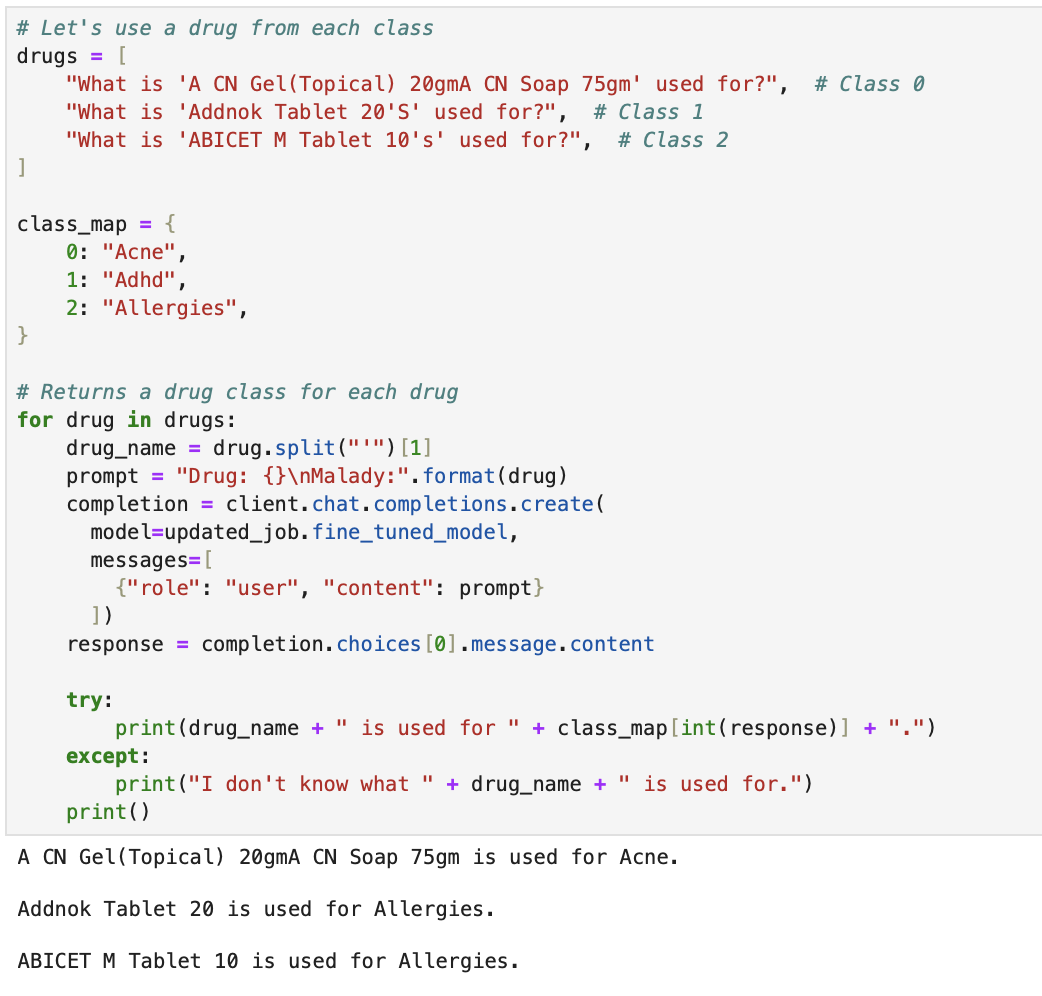 # Let's use a drug from each class
drugs = [
    "What is 'A CN Gel(Topical) 20gmA CN Soap 75gm' used for?",  # Class 0
    "What is 'Addnok Tablet 20'S' used for?",  # Class 1
    "What is 'ABICET M Tablet 10's' used for?",  # Class 2
]

class_map = {
    0: "Acne",
    1: "Adhd",
    2: "Allergies",
}

# Returns a drug class for each drug
for drug in drugs:
    drug_name = drug.split("'")[1]
    prompt = "Drug: {}\nMalady:".format(drug)
    completion = client.chat.completions.create(
      model=updated_job.fine_tuned_model,
      messages=[
        {"role": "user", "content": prompt}
      ])
    response = completion.choices[0].message.content

    try:
        print(drug_name + " is used for " + class_map[int(response)] + ".")
    except:
        print("I don't know what " + drug_name + " is used for.")
    print()
A CN Gel(Topical) 20gmA CN Soap 75gm is used for Acne.

Addnok Tablet 20 is used for Allergies.

ABICET M Tablet 10 is used for Allergies.